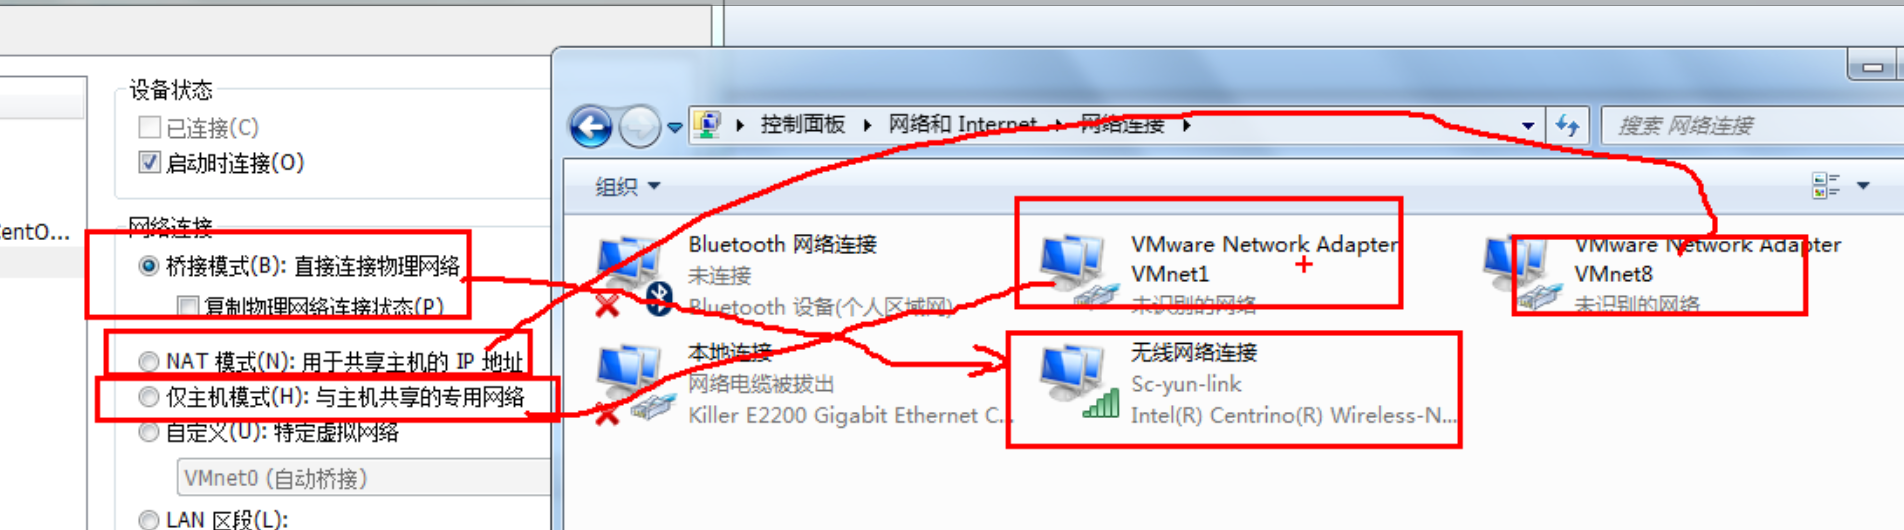 设备状态
已连接(C)
启动时连接(O)
CentO...
网络连接
桥接模式(B): 直接连接物理网络
复制物理网络连接状态(P)
NAT 模式(N): 用于共享主机的 IP 地址
仅主机模式(H): 与主机共享的专用网络
自定义(U): 特定虚拟网络
VMnet0 (自动桥接)
LAN 区段(L):
控制面板 网络和 Internet 网络连接
搜索 网络连接
组织
Bluetooth 网络连接
未连接
Bluetooth 设备(个人区域网)
VMware Network Adapter
VMnet1
未识别的网络
VMware Network Adapter
VMnet8
未识别的网络
本地连接
网络电缆被拔出
Killer E2200 Gigabit Ethernet C...
无线网络连接
Sc-yun-link
Intel(R) Centrino(R) Wireless-N...